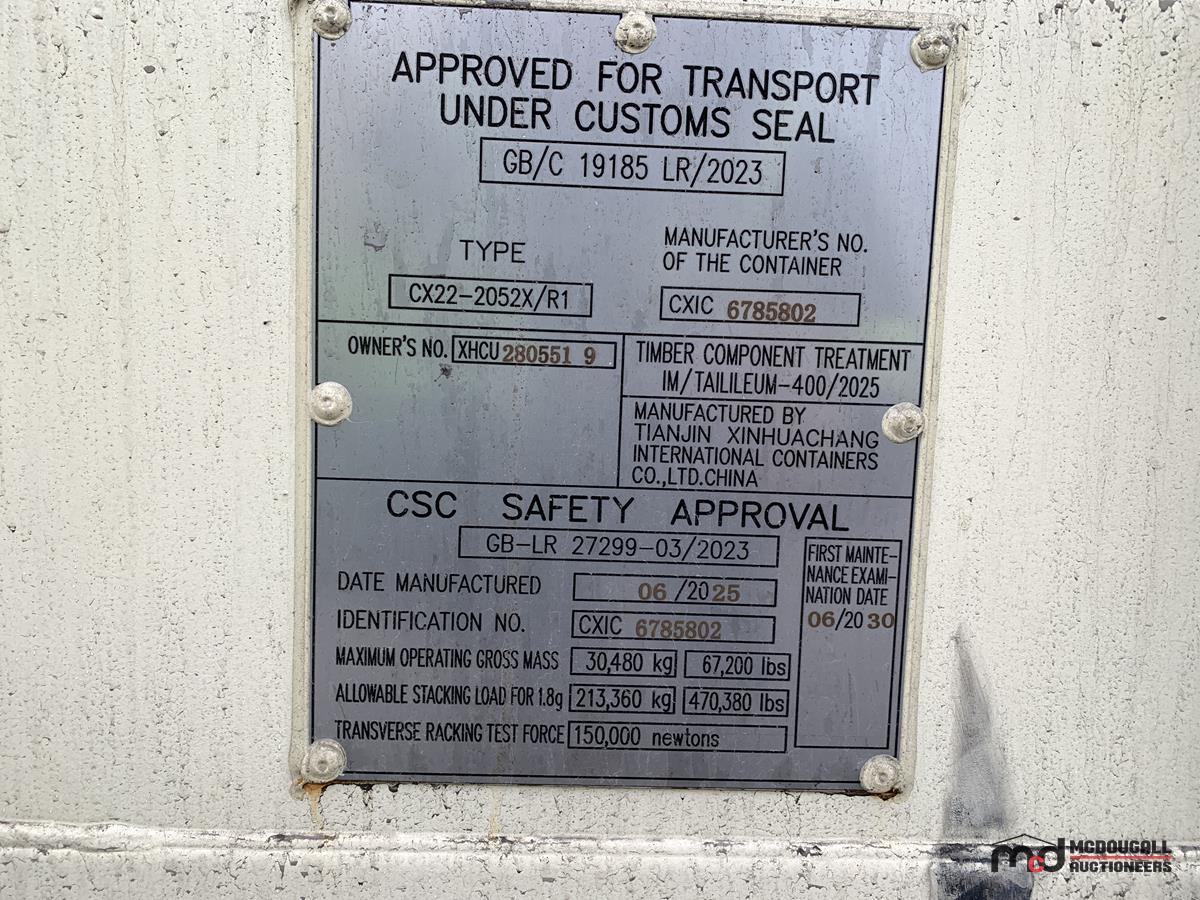 APPROVED FOR TRANSPORT
UNDER CUSTOMS SEAL
GB/C 19185 LR/2023
TYPE
CX22-2052X/R1
MANUFACTURER'S NO.
OF THE CONTAINER
CXIC 6785802
OWNER'S NO. XHCU 280551 9
TIMBER COMPONENT TREATMENT
IM/TAILILEUM-400/2025
MANUFACTURED BY
TIANJIN XINHUACHANG
INTERNATIONAL CONTAINERS
CO.,LTD.CHINA
CSC SAFETY APPROVAL
GB-LR 27299-03/2023
DATE MANUFACTURED 06/2025
IDENTIFICATION NO. CXIC 6785802
MAXIMUM OPERATING GROSS MASS 30,480 kg 67,200 lbs
ALLOWABLE STACKING LOAD FOR 1.8g 213,360 kg 470,380 lbs
TRANSVERSE RACKING TEST FORCE 150,000 newtons
FIRST MAINTE-
NANCE EXAMI-
NATION DATE
06/2030
mcd MCDOUGALL
AUCTIONEERS